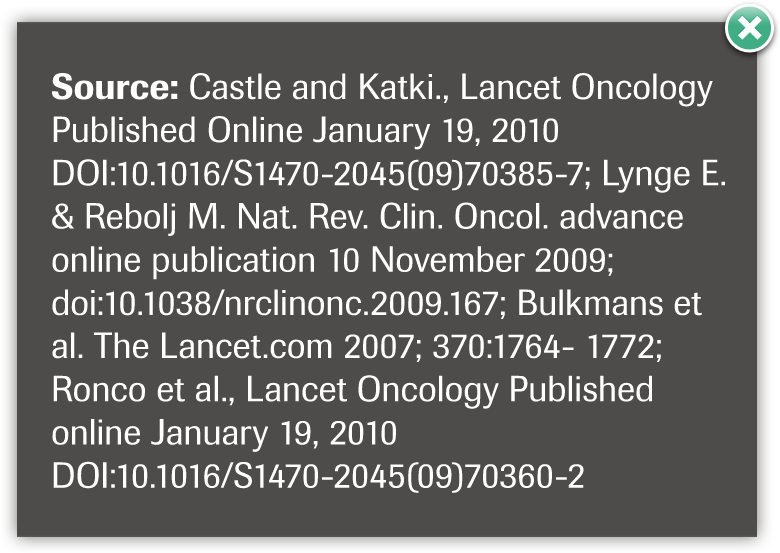 Source: Castle and Katki., Lancet Oncology
Published Online January 19, 2010
DOI:10.1016/S1470-2045(09)70385-7; Lynge E.
& Rebolj M. Nat. Rev. Clin. Oncol. advance
online publication 10 November 2009;
doi:10.1038/nrclinonc.2009.167; Bulkmans et
al. The Lancet.com 2007; 370:1764- 1772;
Ronco et al., Lancet Oncology Published
online January 19, 2010
DOI:10.1016/S1470-2045(09)70360-2